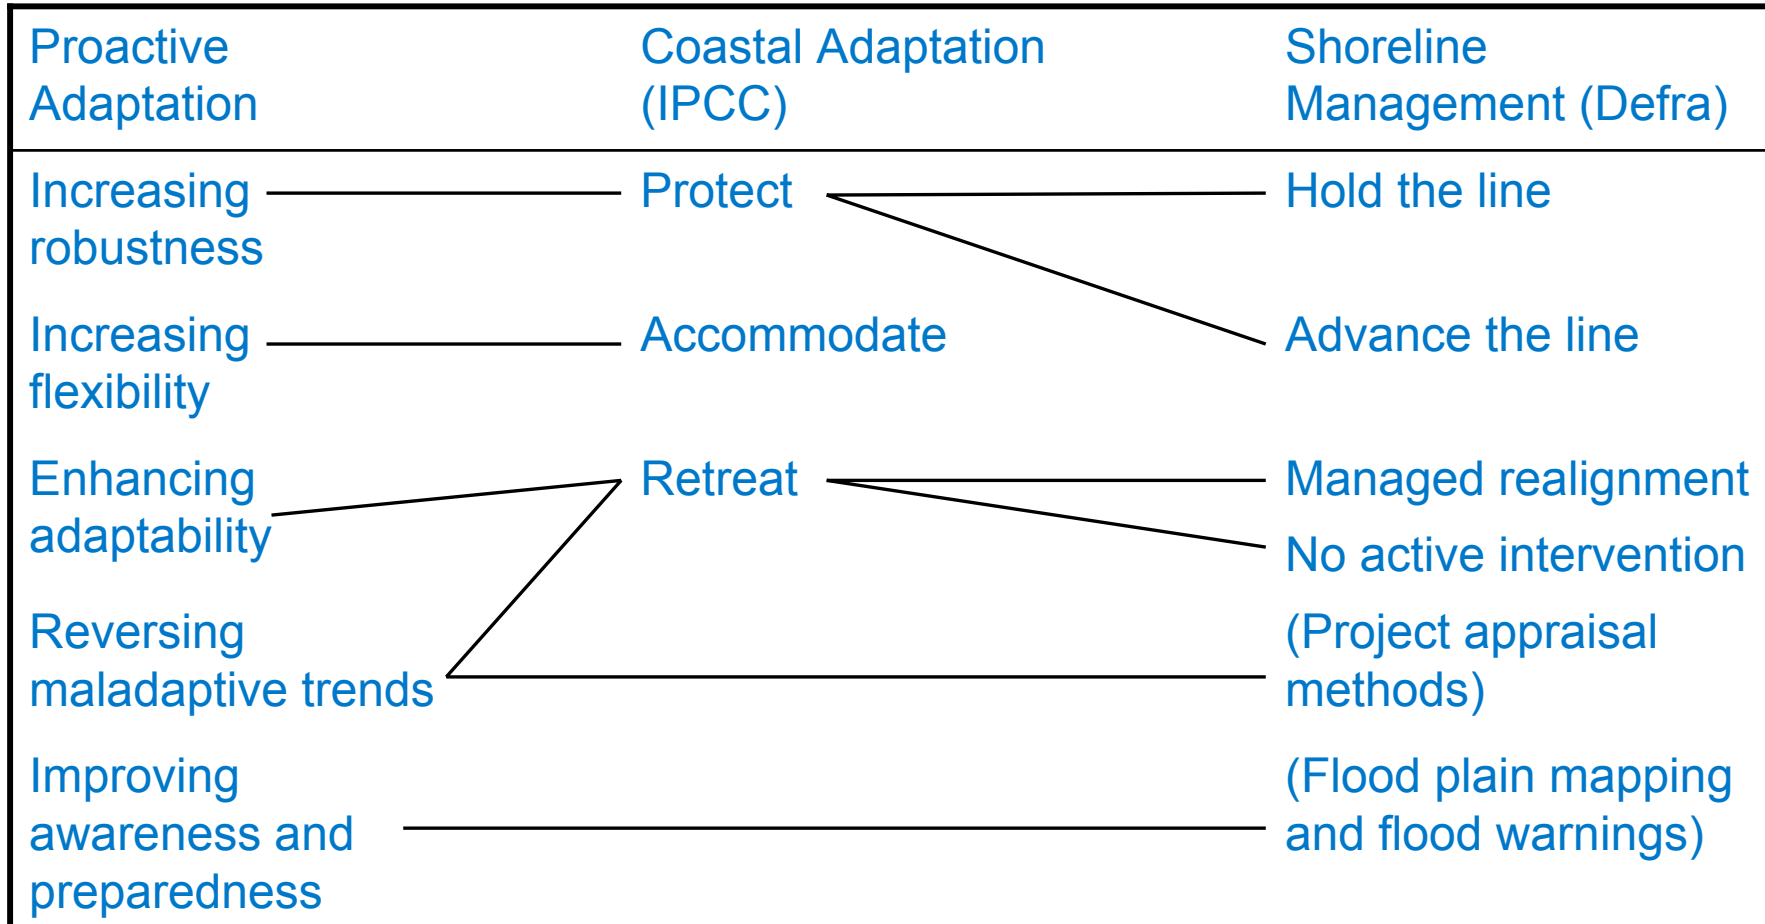 Proactive
Adaptation
Coastal Adaptation
(IPCC)
Shoreline
Management (Defra)
Increasing
robustness
Protect
Hold the line
Increasing
flexibility
Accommodate
Advance the line
Enhancing
adaptability
Retreat
Managed realignment
No active intervention
Reversing
maladaptive trends
(Project appraisal
methods)
Improving
awareness and
preparedness
(Flood plain mapping
and flood warnings)